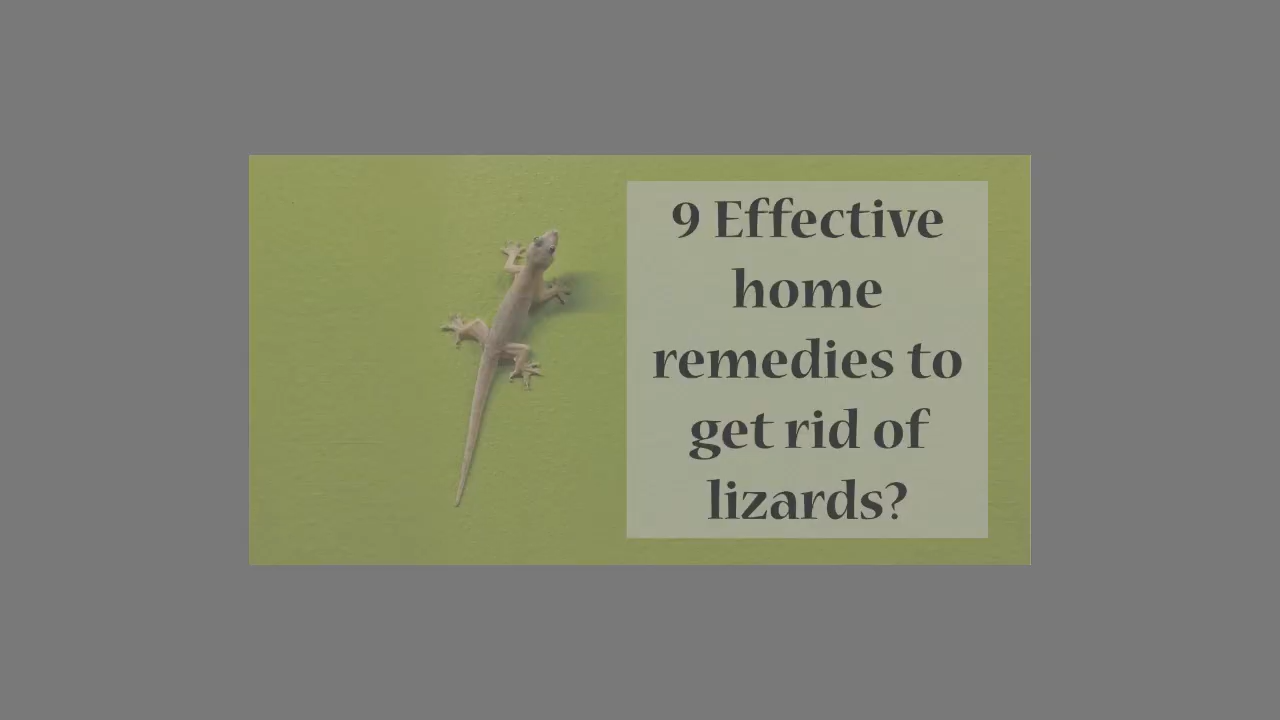 9 Effective
home
remedies to
get rid of
lizards?